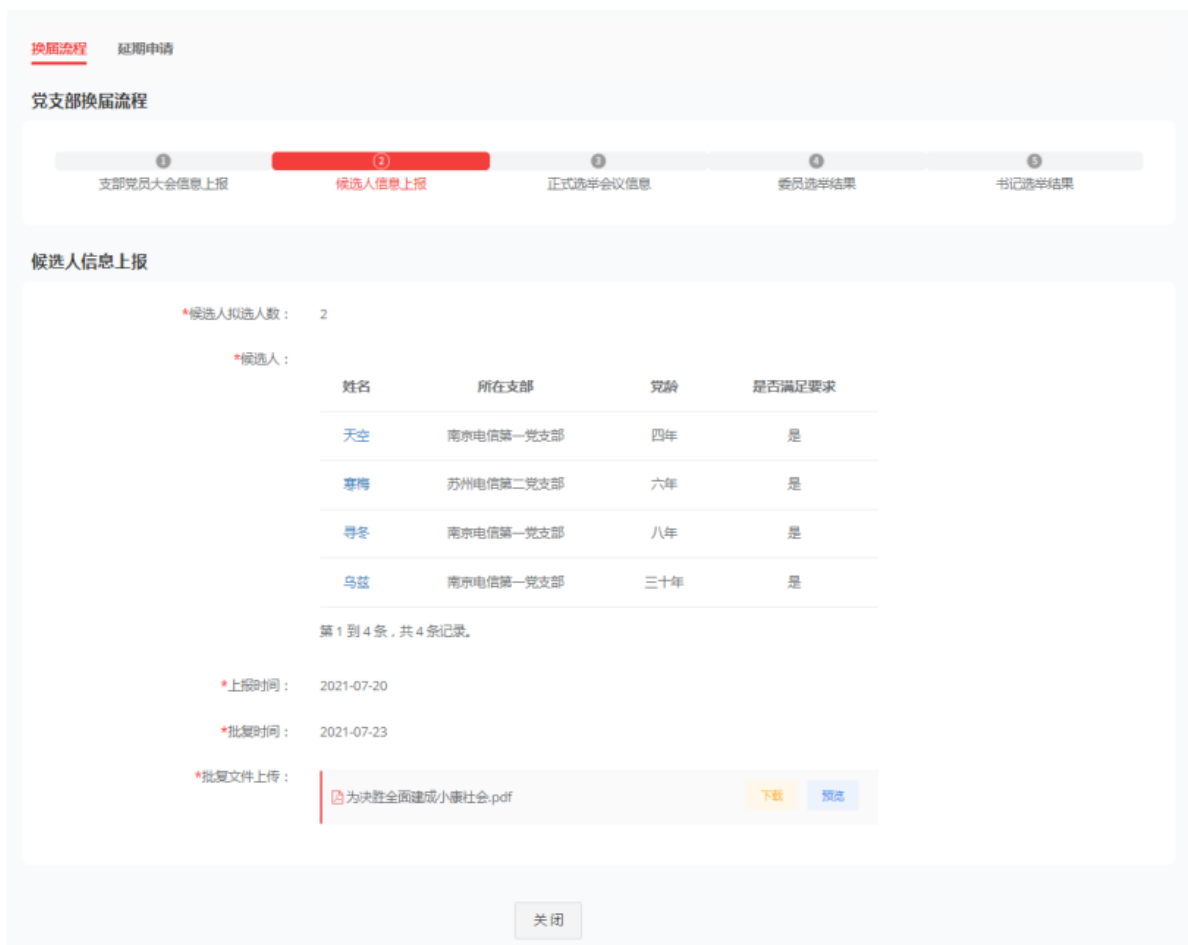 换届流程 延期申请
党支部换届流程
1 2 3 4 5
支部党员大会信息上报 候选人信息上报 正式选举会议信息 委员选举结果 书记选举结果
候选人信息上报
*候选人拟选人数： 2
*候选人：
姓名 所在支部 党龄 是否满足要求
天空 南京电信第一党支部 四年 是
寒梅 苏州电信第二党支部 六年 是
寻冬 南京电信第一党支部 八年 是
乌兹 南京电信第一党支部 三十年 是
第 1 到 4 条，共 4 条记录。
*上报时间： 2021-07-20
*批复时间： 2021-07-23
*批复文件上传：
为决胜全面建成小康社会.pdf 下载 预览
关闭